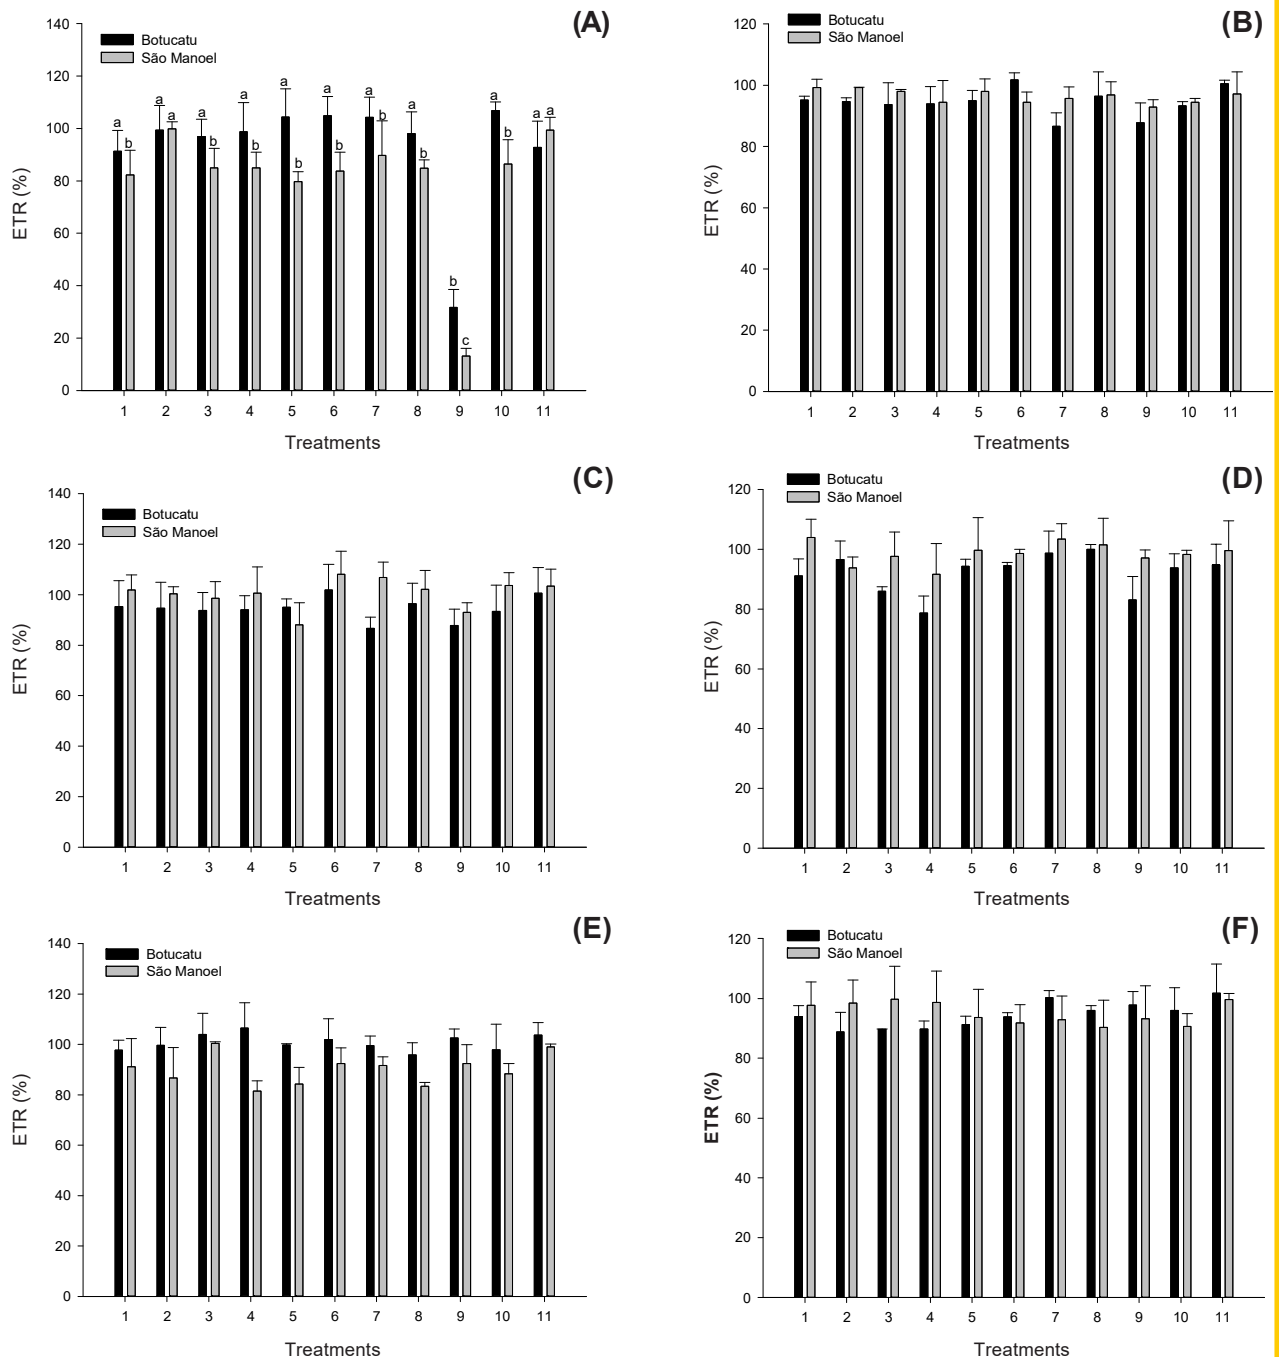 (A)
140
120
100
80
60
40
20
0
ETR (%)
Botucatu
São Manoel
a a a a a a a a b a a
b a b b b b b b c b a
1 2 3 4 5 6 7 8 9 10 11
Treatments
(B)
120
100
80
60
40
20
0
ETR (%)
Botucatu
São Manoel
1 2 3 4 5 6 7 8 9 10 11
Treatments
(C)
140
120
100
80
60
40
20
0
ETR (%)
Botucatu
São Manoel
1 2 3 4 5 6 7 8 9 10 11
Treatments
(D)
120
100
80
60
40
20
0
ETR (%)
Botucatu
São Manoel
1 2 3 4 5 6 7 8 9 10 11
Treatments
(E)
140
120
100
80
60
40
20
0
ETR (%)
Botucatu
São Manoel
1 2 3 4 5 6 7 8 9 10 11
Treatments
(F)
120
100
80
60
40
20
0
ETR (%)
Botucatu
São Manoel
1 2 3 4 5 6 7 8 9 10 11
Treatments